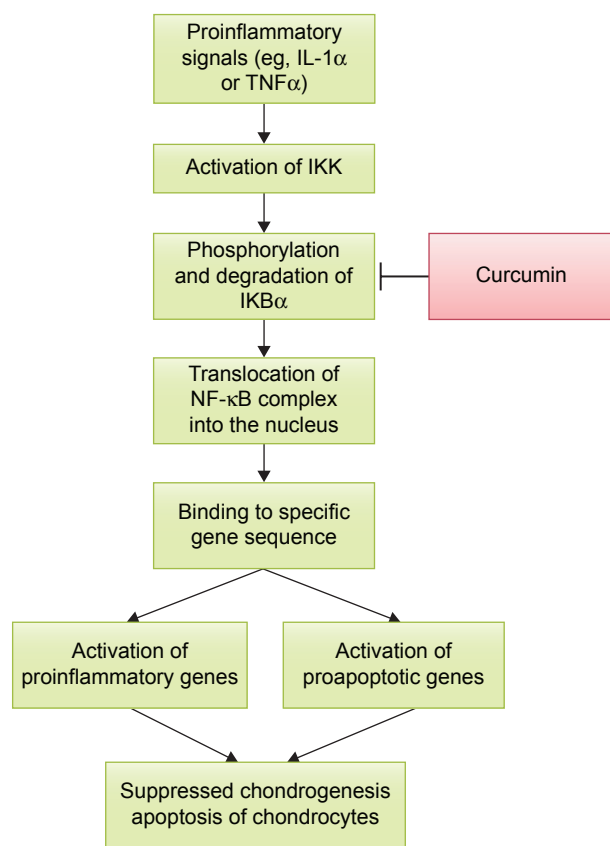 Proinflammatory
signals (eg, IL-1α
or TNFα)
Activation of IKK
Phosphorylation
and degradation of
IKBα
Curcumin
Translocation of
NF-κB complex
into the nucleus
Binding to specific
gene sequence
Activation of
proinflammatory genes
Activation of
proapoptotic genes
Suppressed chondrogenesis
apoptosis of chondrocytes